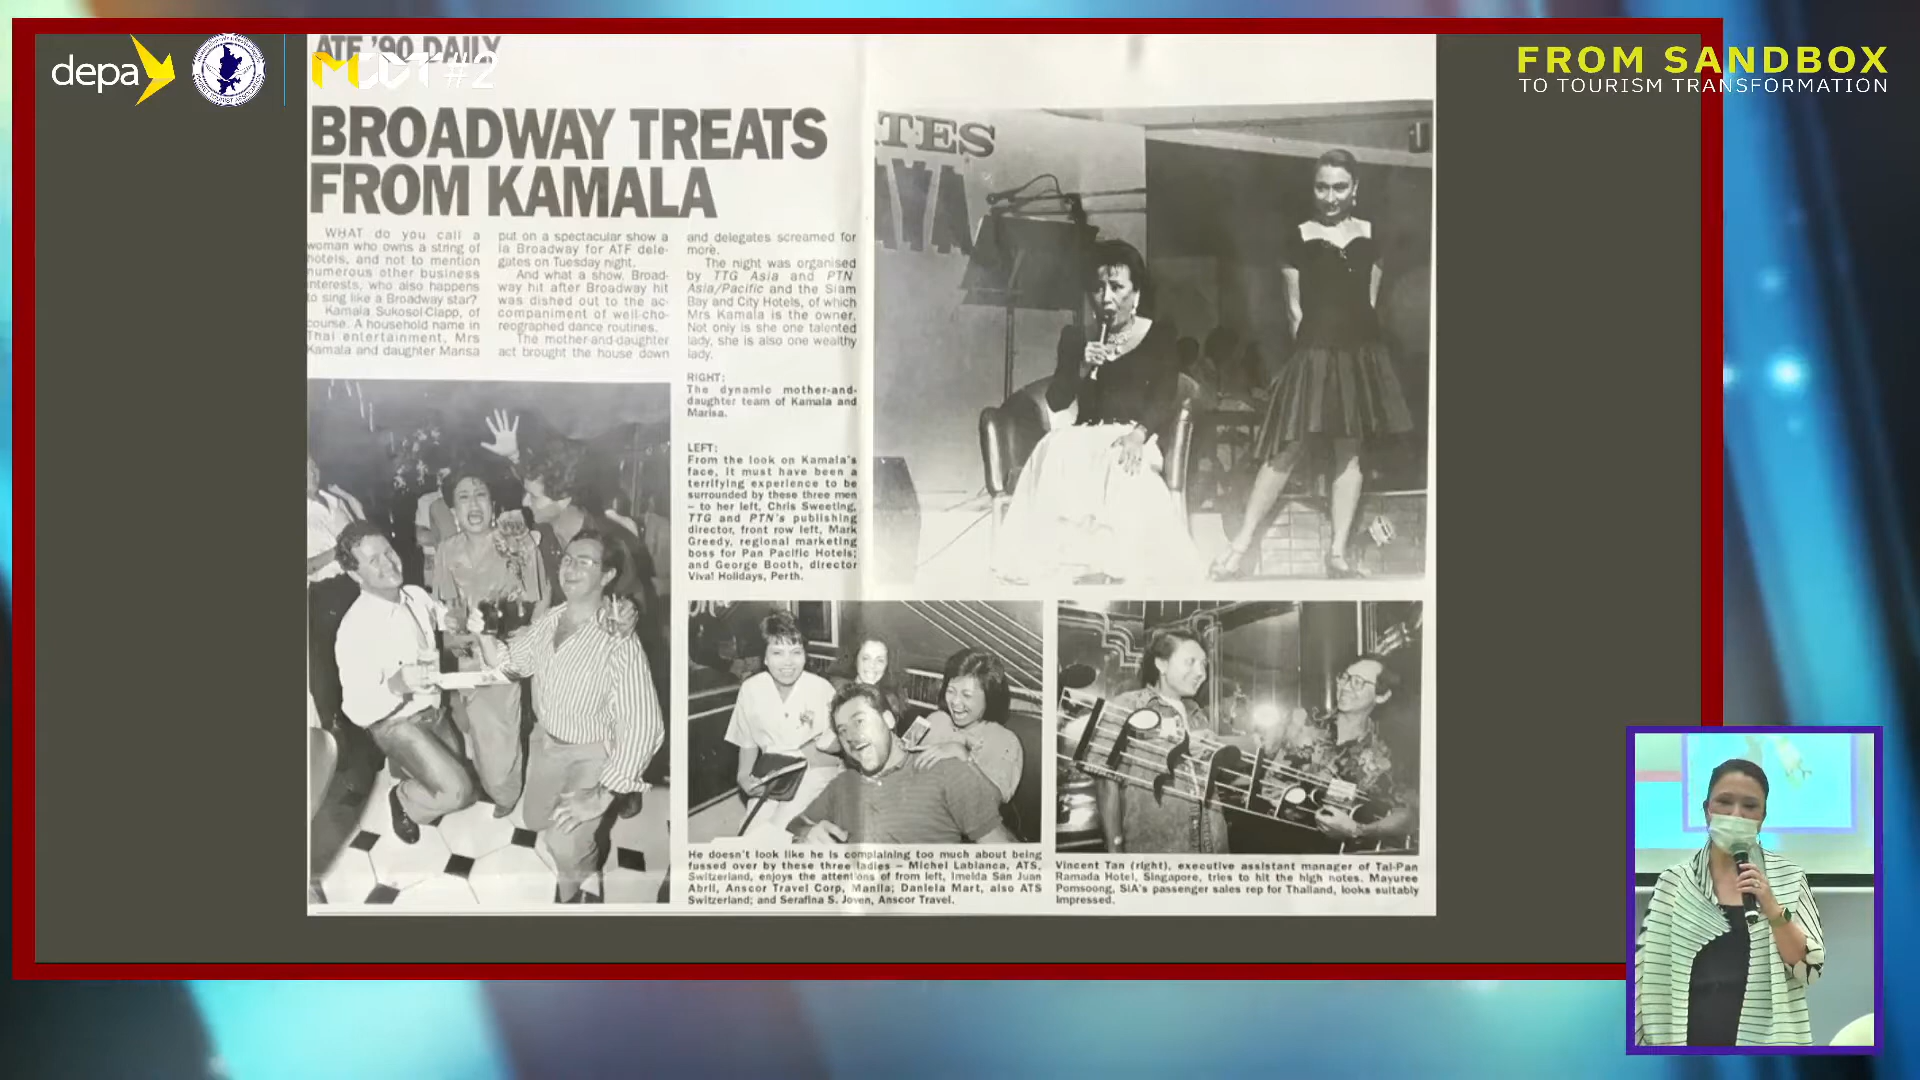 depa
ATF '90 DAILY
#2
FROM SANDBOX
TO TOURISM TRANSFORMATION
BROADWAY TREATS
FROM KAMALA
WHAT do you call a
woman who owns a string of
hotels, and not to mention
numerous other business
interests, who also happens
to sing like a Broadway star?
Kamala Sukosol-Clapp, of
course. A household name in
Thai entertainment, Mrs
Kamala and daughter Marisa
put on a spectacular show a
la Broadway for ATF dele-
gates on Tuesday night.
And what a show. Broad-
way hit after Broadway hit
was dished out to the ac-
companiment of well-cho-
reographed dance routines.
The mother-and-daughter
act brought the house down
and delegates screamed for
more.
The night was organised
by TTG Asia and PTN
Asia/Pacific and the Siam
Bay and City Hotels, of which
Mrs Kamala is the owner.
Not only is she one talented
lady, she is also one wealthy
lady.
RIGHT:
The dynamic mother-and-
daughter team of Kamala and
Marisa.
LEFT:
From the look on Kamala's
face, it must have been a
terrifying experience to be
surrounded by these three men
– to her left, Chris Sweeting,
TTG and PTN's publishing
director, front row left, Mark
Greedy, regional marketing
boss for Pan Pacific Hotels;
and George Booth, director
Viva! Holidays, Perth.
TES
AYA
He doesn't look like he is complaining too much about being
fussed over by these three ladies – Michel Labianca, ATS,
Switzerland, enjoys the attentions of from left, Imelda San Juan
Abril, Anscor Travel Corp, Manila; Daniela Mart, also ATS
Switzerland; and Serafina S. Joven, Anscor Travel.
Vincent Tan (right), executive assistant manager of Tai-Pan
Ramada Hotel, Singapore, tries to hit the high notes. Mayuree
Pomsoong, SIA's passenger sales rep for Thailand, looks suitably
impressed.